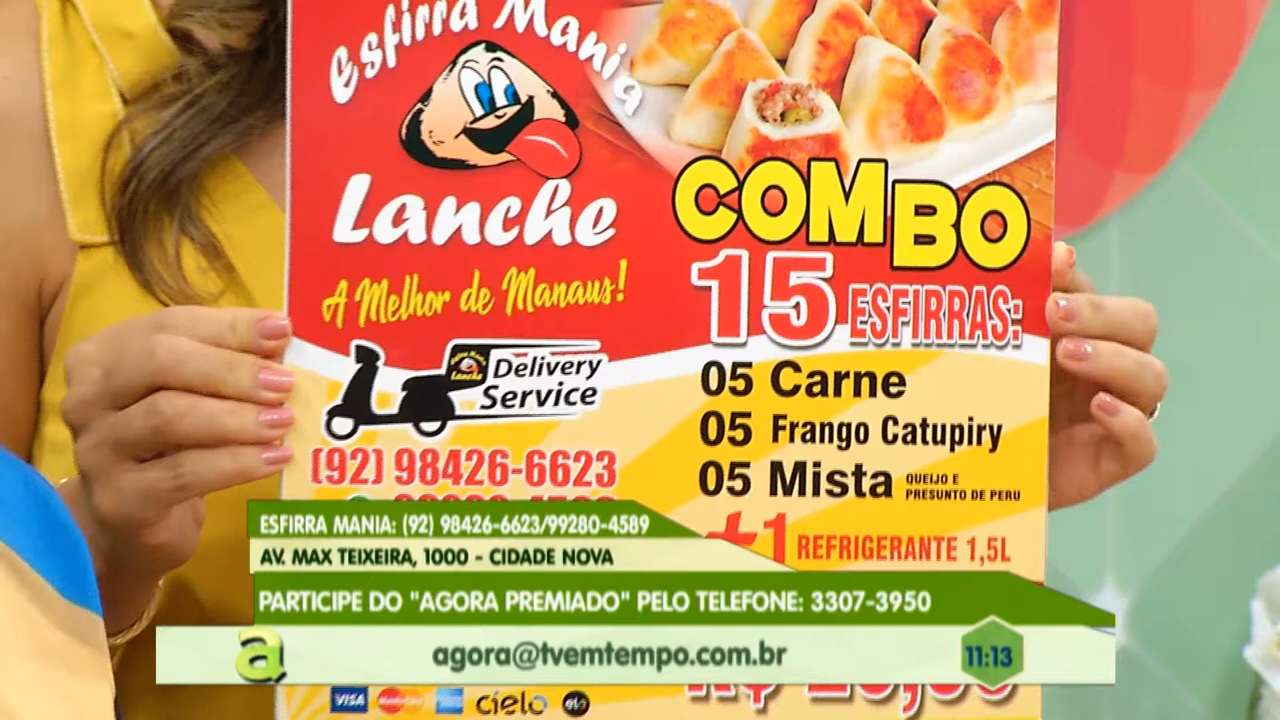 Esfirra Mania
Lanche
A Melhor de Manaus!
Delivery
Service
(92) 98426-6623
COMBO
15 ESFIRRAS:
05 Carne
05 Frango Catupiry
05 Mista QUEIJO E
PRESUNTO DE PERU
+1 REFRIGERANTE 1,5L
ESFIRRA MANIA: (92) 98426-6623/99280-4589
AV. MAX TEIXEIRA, 1000 - CIDADE NOVA
PARTICIPE DO "AGORA PREMIADO" PELO TELEFONE: 3307-3950
a
agora@tvemtempo.com.br
11:13
R$
VISA
MasterCard
cielo
elo